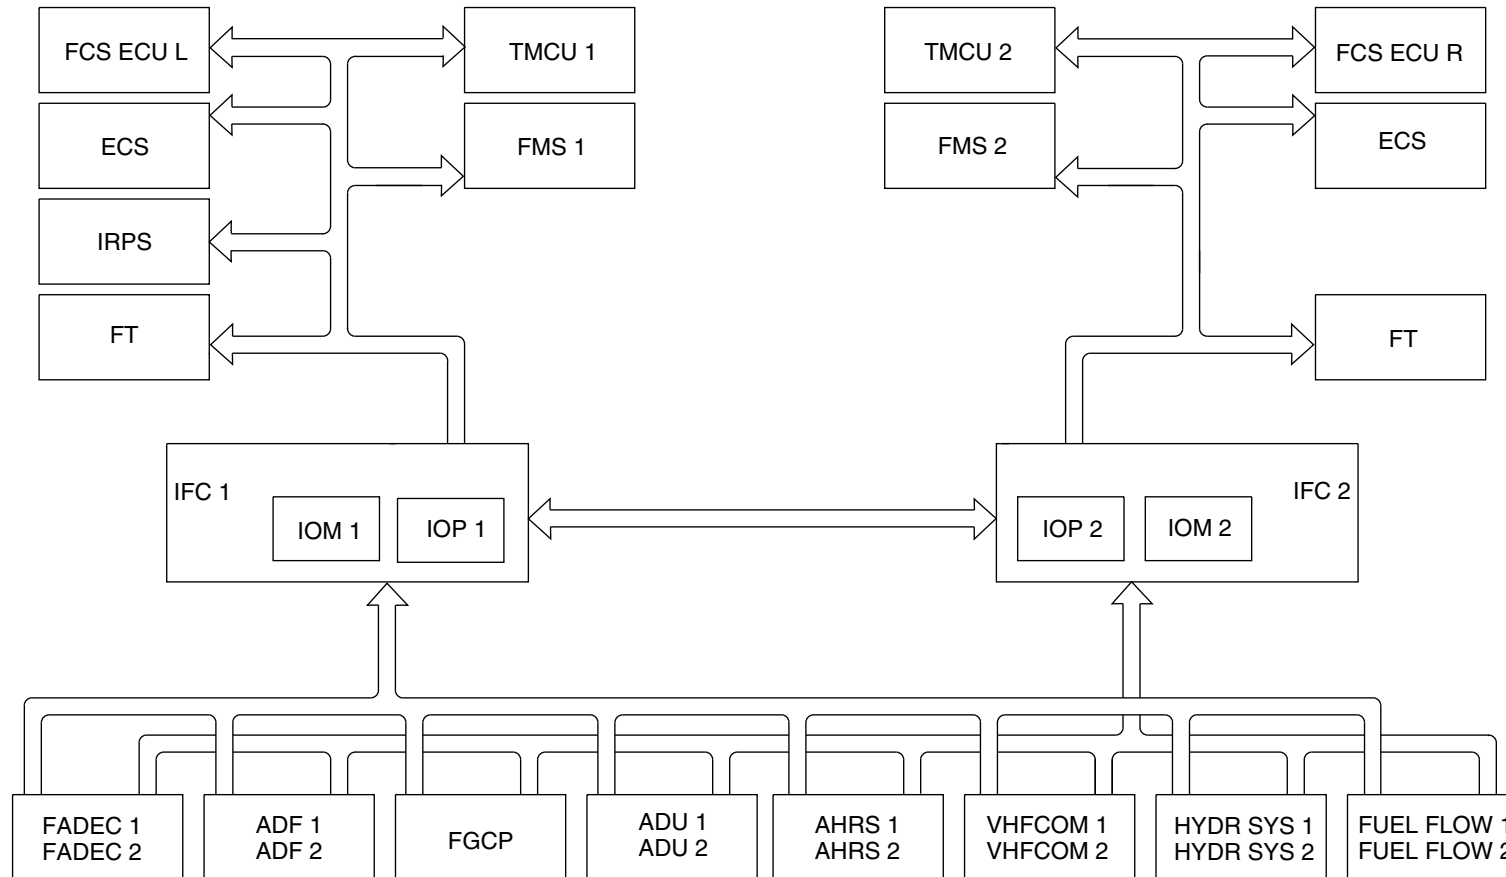 FCS ECU L
TMCU 1
TMCU 2
FCS ECU R
ECS
FMS 1
FMS 2
ECS
IRPS
FT
FT
IFC 1
IOM 1
IOP 1
IOP 2
IOM 2
IFC 2
FADEC 1
FADEC 2
ADF 1
ADF 2
FGCP
ADU 1
ADU 2
AHRS 1
AHRS 2
VHFCOM 1
VHFCOM 2
HYDR SYS 1
HYDR SYS 2
FUEL FLOW 1
FUEL FLOW 2